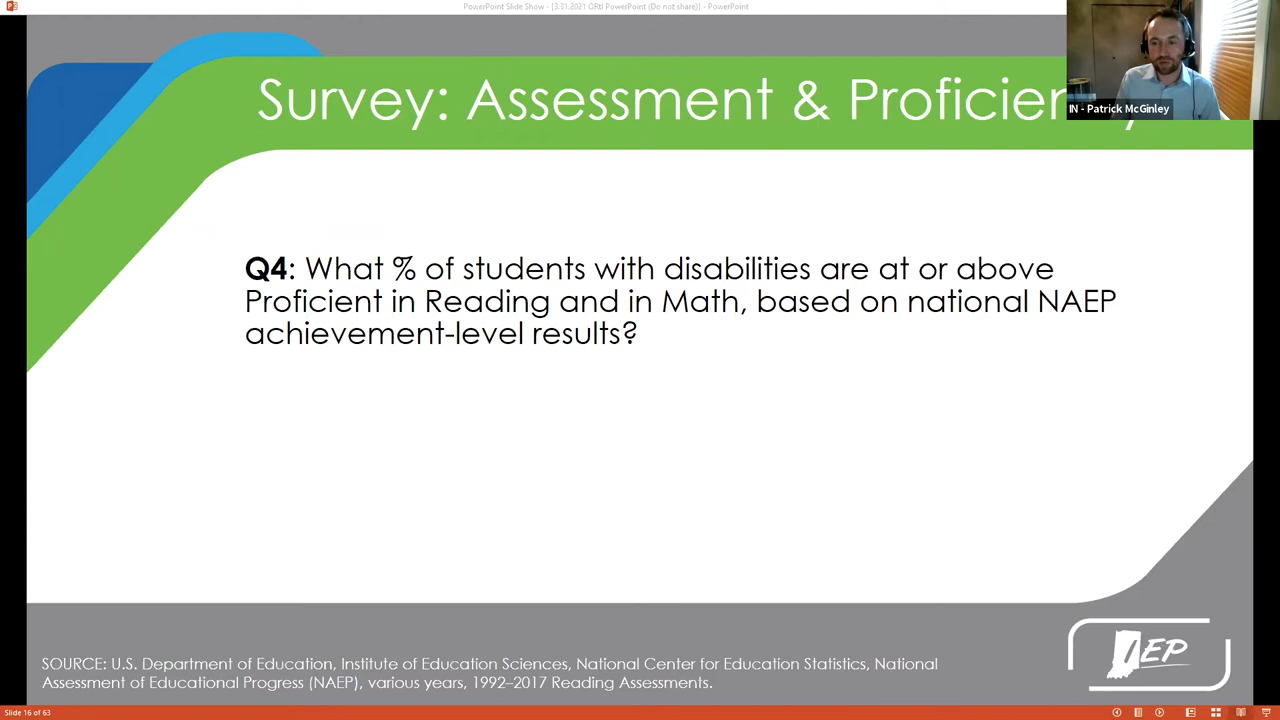 PowerPoint Slide Show - [3.31.2021 QRtI PowerPoint (Do not share)] - PowerPoint
IN - Patrick McGinley
Survey: Assessment & Proficien
Q4: What % of students with disabilities are at or above
Proficient in Reading and in Math, based on national NAEP
achievement-level results?
IEP
SOURCE: U.S. Department of Education, Institute of Education Sciences, National Center for Education Statistics, National
Assessment of Educational Progress (NAEP), various years, 1992–2017 Reading Assessments.
Slide 16 of 63